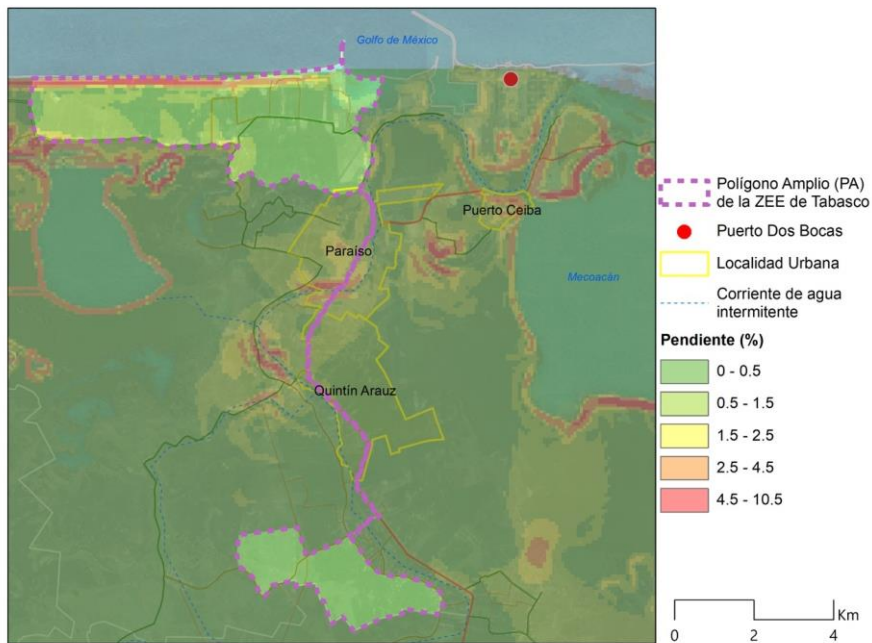 Golfo de México
Puerto Ceiba
Paraíso
Mecoacán
Quintín Arauz
Polígono Amplio (PA)
de la ZEE de Tabasco
Puerto Dos Bocas
Localidad Urbana
Corriente de agua
intermitente
Pendiente (%)
0 - 0.5
0.5 - 1.5
1.5 - 2.5
2.5 - 4.5
4.5 - 10.5
Km
0 2 4